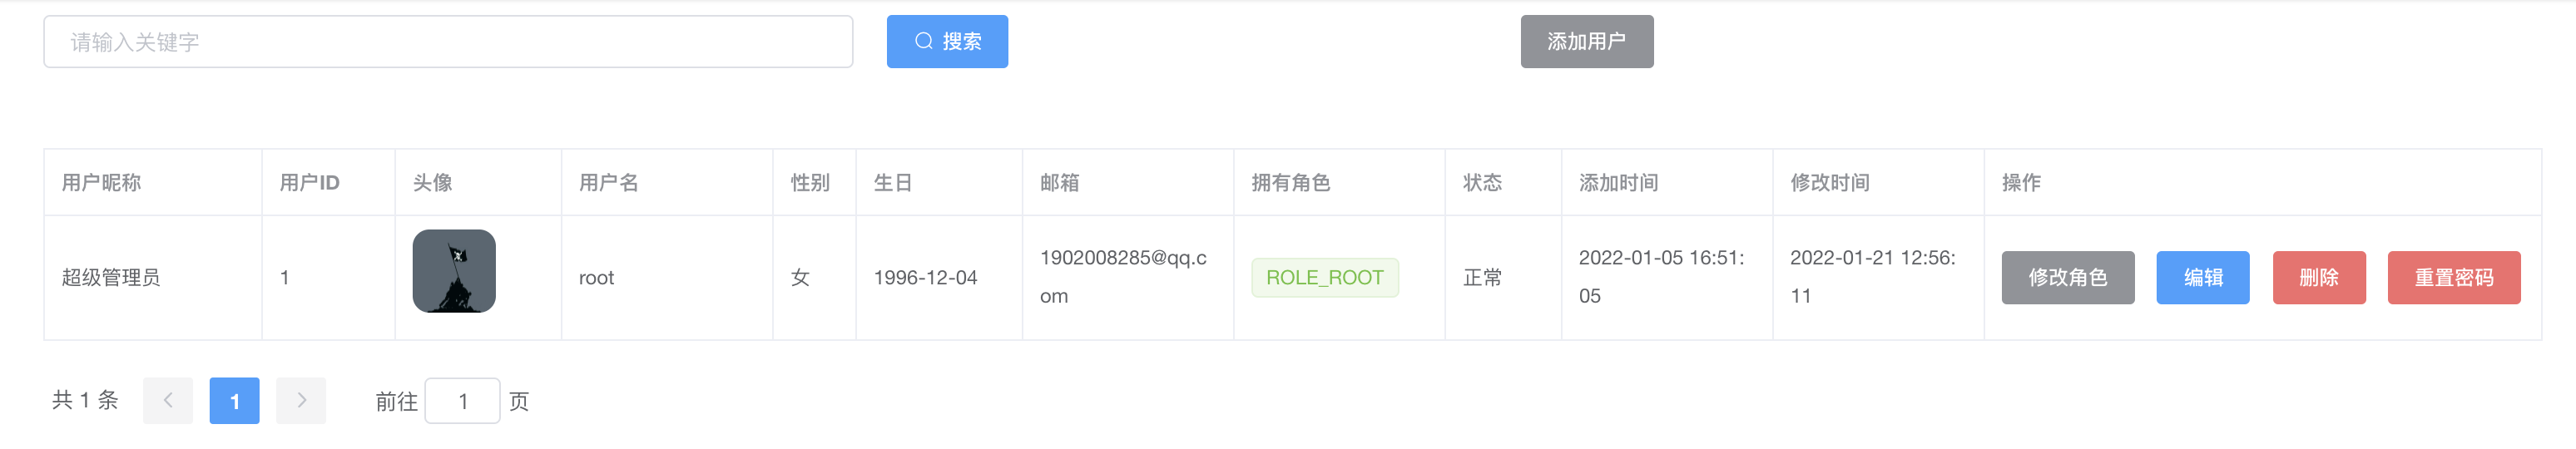 请输入关键字
搜索
添加用户
用户昵称 用户ID 头像 用户名 性别 生日 邮箱 拥有角色 状态 添加时间 修改时间 操作
超级管理员 1 root 女 1996-12-04 1902008285@qq.c
om ROLE_ROOT 正常 2022-01-05 16:51:
05 2022-01-21 12:56:
11 修改角色 编辑 删除 重置密码
共 1 条 1 前往 1 页